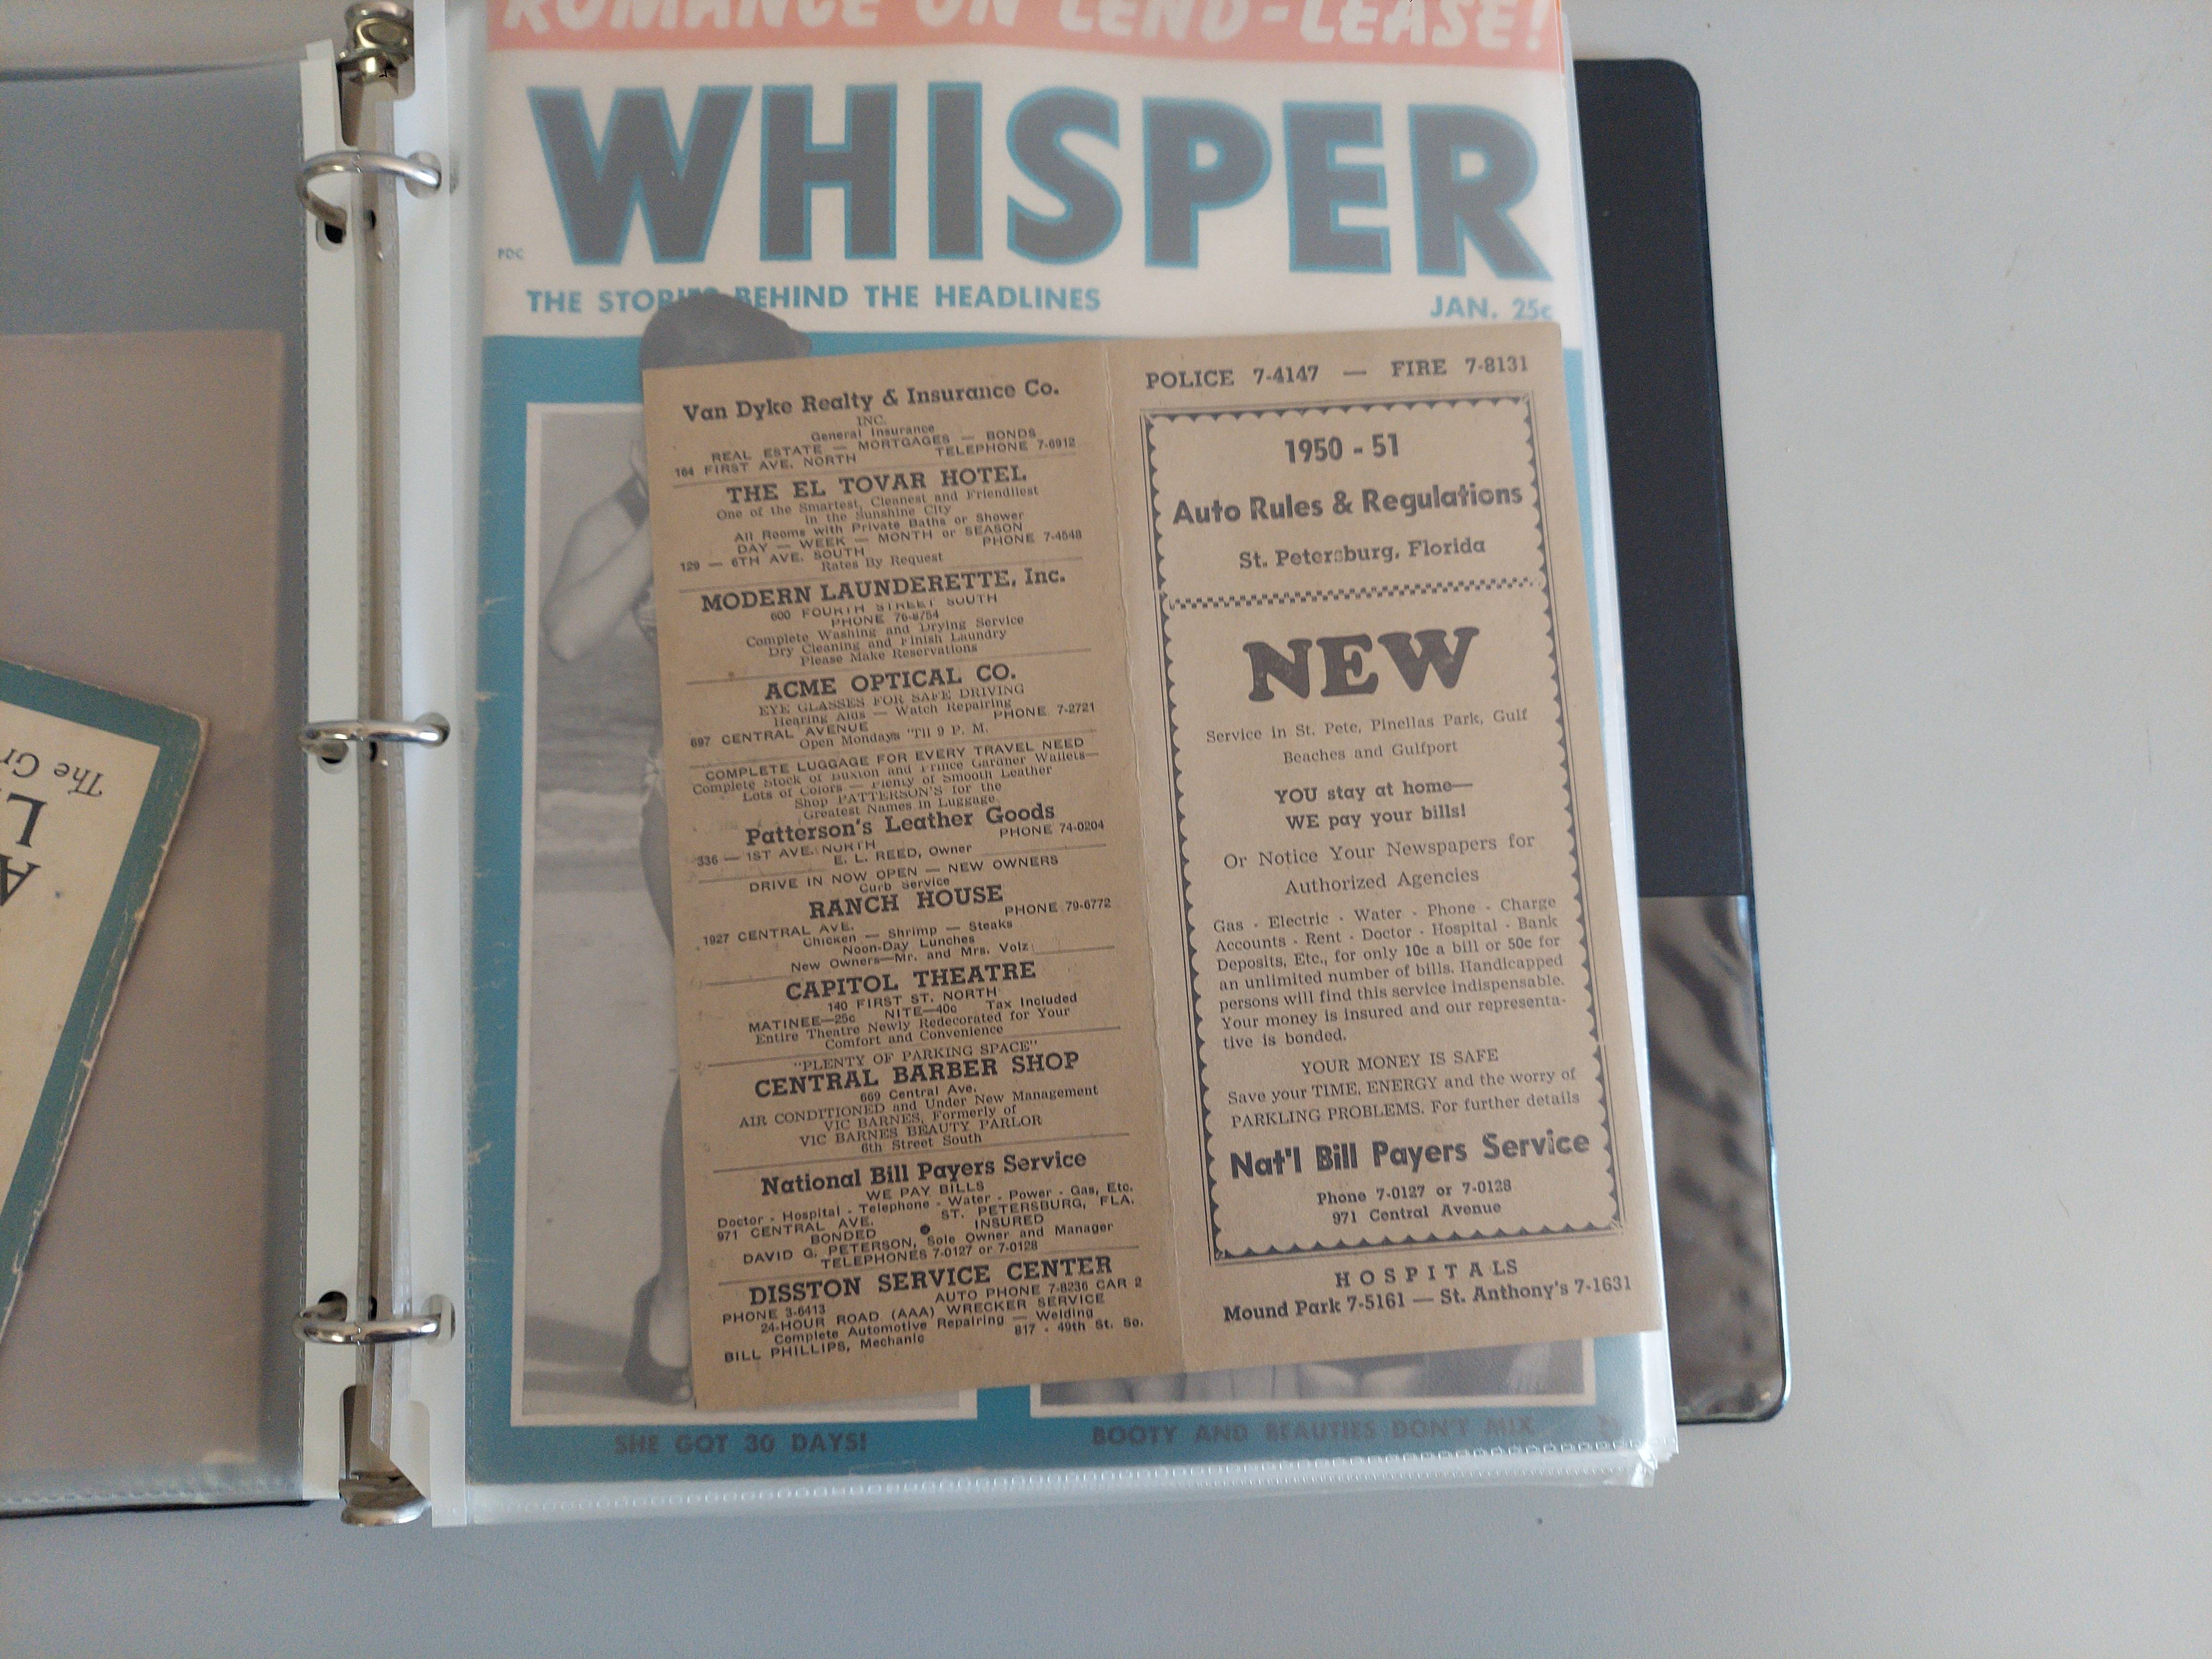 ROMANCE ON LEND-LEASE!
WHISPER
PDC
THE STORIES BEHIND THE HEADLINES
JAN. 25c
Van Dyke Realty & Insurance Co.
INC.
General Insurance
REAL ESTATE — MORTGAGES — BONDS
164 FIRST AVE. NORTH TELEPHONE 7-6912
THE EL TOVAR HOTEL
One of the Smartest, Cleanest and Friendliest
in the Sunshine City
All Rooms with Private Baths or Shower
DAY — WEEK — MONTH or SEASON
129 — 6TH AVE. SOUTH PHONE 7-4548
Rates By Request
MODERN LAUNDERETTE, Inc.
600 FOURTH STREET SOUTH
PHONE 76-8754
Complete Washing and Drying Service
Dry Cleaning and Finish Laundry
Please Make Reservations
ACME OPTICAL CO.
EYE GLASSES FOR SAFE DRIVING
Hearing Aids — Watch Repairing
697 CENTRAL AVENUE PHONE 7-2721
Open Mondays 'Til 9 P. M.
COMPLETE LUGGAGE FOR EVERY TRAVEL NEED
Complete Stock of Buxton and Prince Gardner Wallets—
Lots of Colors — Plenty of Smooth Leather
Shop PATTERSON'S for the
Greatest Names in Luggage
Patterson's Leather Goods
336 — 1ST AVE. NORTH PHONE 74-0204
E. L. REED, Owner
DRIVE IN NOW OPEN — NEW OWNERS
Curb Service
RANCH HOUSE
1927 CENTRAL AVE. PHONE 79-6772
Chicken — Shrimp — Steaks
Noon-Day Lunches
New Owners—Mr. and Mrs. Volz
CAPITOL THEATRE
140 FIRST ST. NORTH
MATINEE—25c NITE—40c Tax Included
Entire Theatre Newly Redecorated for Your
Comfort and Convenience
"PLENTY OF PARKING SPACE"
CENTRAL BARBER SHOP
669 Central Ave.
AIR CONDITIONED and Under New Management
VIC BARNES, Formerly of
VIC BARNES BEAUTY PARLOR
6th Street South
National Bill Payers Service
WE PAY BILLS
Doctor - Hospital - Telephone - Water - Power - Gas, Etc.
971 CENTRAL AVE. ST. PETERSBURG, FLA.
BONDED • INSURED
DAVID G. PETERSON, Sole Owner and Manager
TELEPHONES 7-0127 or 7-0128
DISSTON SERVICE CENTER
PHONE 3-6413 AUTO PHONE 7-8236 CAR 2
24-HOUR ROAD (AAA) WRECKER SERVICE
Complete Automotive Repairing — Welding
BILL PHILLIPS, Mechanic 817 - 49th St. So.
POLICE 7-4147 — FIRE 7-8131
1950 - 51
Auto Rules & Regulations
St. Petersburg, Florida
NEW
Service in St. Pete, Pinellas Park, Gulf
Beaches and Gulfport
YOU stay at home—
WE pay your bills!
Or Notice Your Newspapers for
Authorized Agencies
Gas - Electric - Water - Phone - Charge
Accounts - Rent - Doctor - Hospital - Bank
Deposits, Etc., for only 10c a bill or 50c for
an unlimited number of bills. Handicapped
persons will find this service indispensable.
Your money is insured and our representa-
tive is bonded.
YOUR MONEY IS SAFE
Save your TIME, ENERGY and the worry of
PARKLING PROBLEMS. For further details
Nat'l Bill Payers Service
Phone 7-0127 or 7-0128
971 Central Avenue
HOSPITALS
Mound Park 7-5161 — St. Anthony's 7-1631
SHE GOT 30 DAYS!
BOOTY AND BEAUTIES DON'T MIX
The